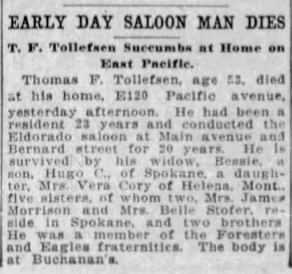 EARLY DAY SALOON MAN DIES
T. F. Tollefsen Succumbs at Home on
East Pacific.
Thomas F. Tollefsen, age 53, died
at his home, E120 Pacific avenue,
yesterday afternoon. He had been a
resident 23 years and conducted the
Eldorado saloon at Main avenue and
Bernard street for 20 years. He is
survived by his widow, Bessie, a
son, Hugo C., of Spokane, a daugh-
ter, Mrs. Vera Cory of Helena, Mont.,
five sisters, of whom two, Mrs. James
Morrison and Mrs. Belle Stofer, re-
side in Spokane, and two brothers
He was a member of the Foresters
and Eagles fraternities. The body is
at Buchanan's.